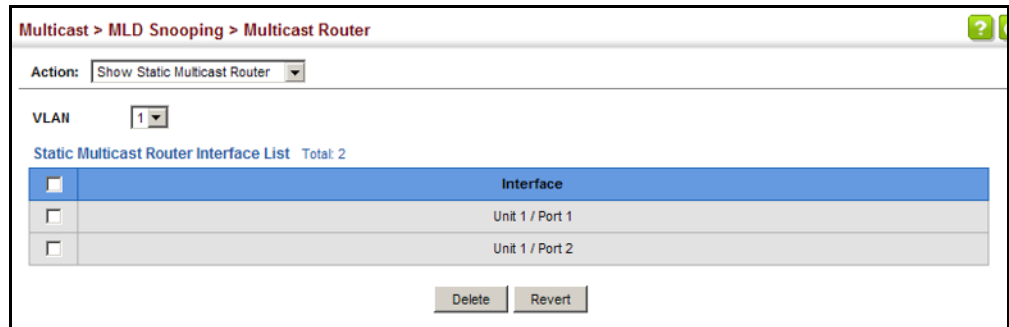 Multicast > MLD Snooping > Multicast Router
?
Action: Show Static Multicast Router
VLAN 1
Static Multicast Router Interface List Total: 2
Interface
Unit 1 / Port 1
Unit 1 / Port 2
Delete Revert